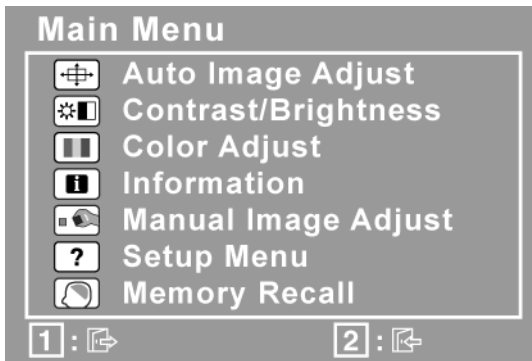 Main Menu
Auto Image Adjust
Contrast/Brightness
Color Adjust
Information
Manual Image Adjust
? Setup Menu
Memory Recall
1 : 2 :